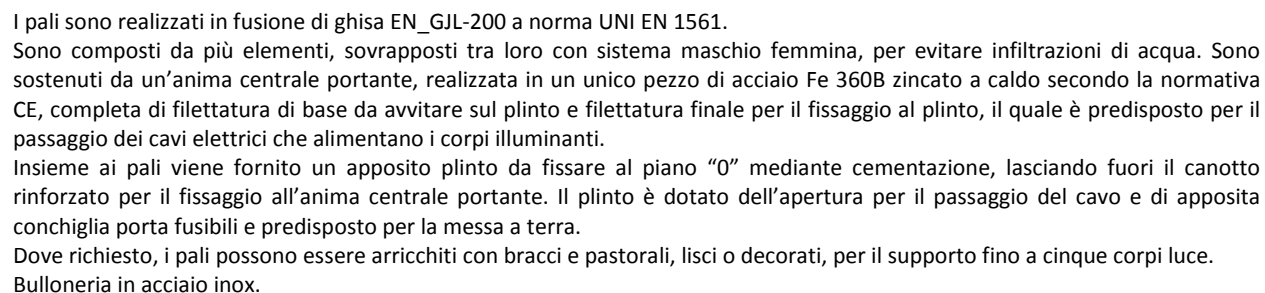 I pali sono realizzati in fusione di ghisa EN_GJL-200 a norma UNI EN 1561.
Sono composti da più elementi, sovrapposti tra loro con sistema maschio femmina, per evitare infiltrazioni di acqua. Sono
sostenuti da un’anima centrale portante, realizzata in un unico pezzo di acciaio Fe 360B zincato a caldo secondo la normativa
CE, completa di filettatura di base da avvitare sul plinto e filettatura finale per il fissaggio al plinto, il quale è predisposto per il
passaggio dei cavi elettrici che alimentano i corpi illuminanti.
Insieme ai pali viene fornito un apposito plinto da fissare al piano “0” mediante cementazione, lasciando fuori il canotto
rinforzato per il fissaggio all’anima centrale portante. Il plinto è dotato dell’apertura per il passaggio del cavo e di apposita
conchiglia porta fusibili e predisposto per la messa a terra.
Dove richiesto, i pali possono essere arricchiti con bracci e pastorali, lisci o decorati, per il supporto fino a cinque corpi luce.
Bulloneria in acciaio inox.